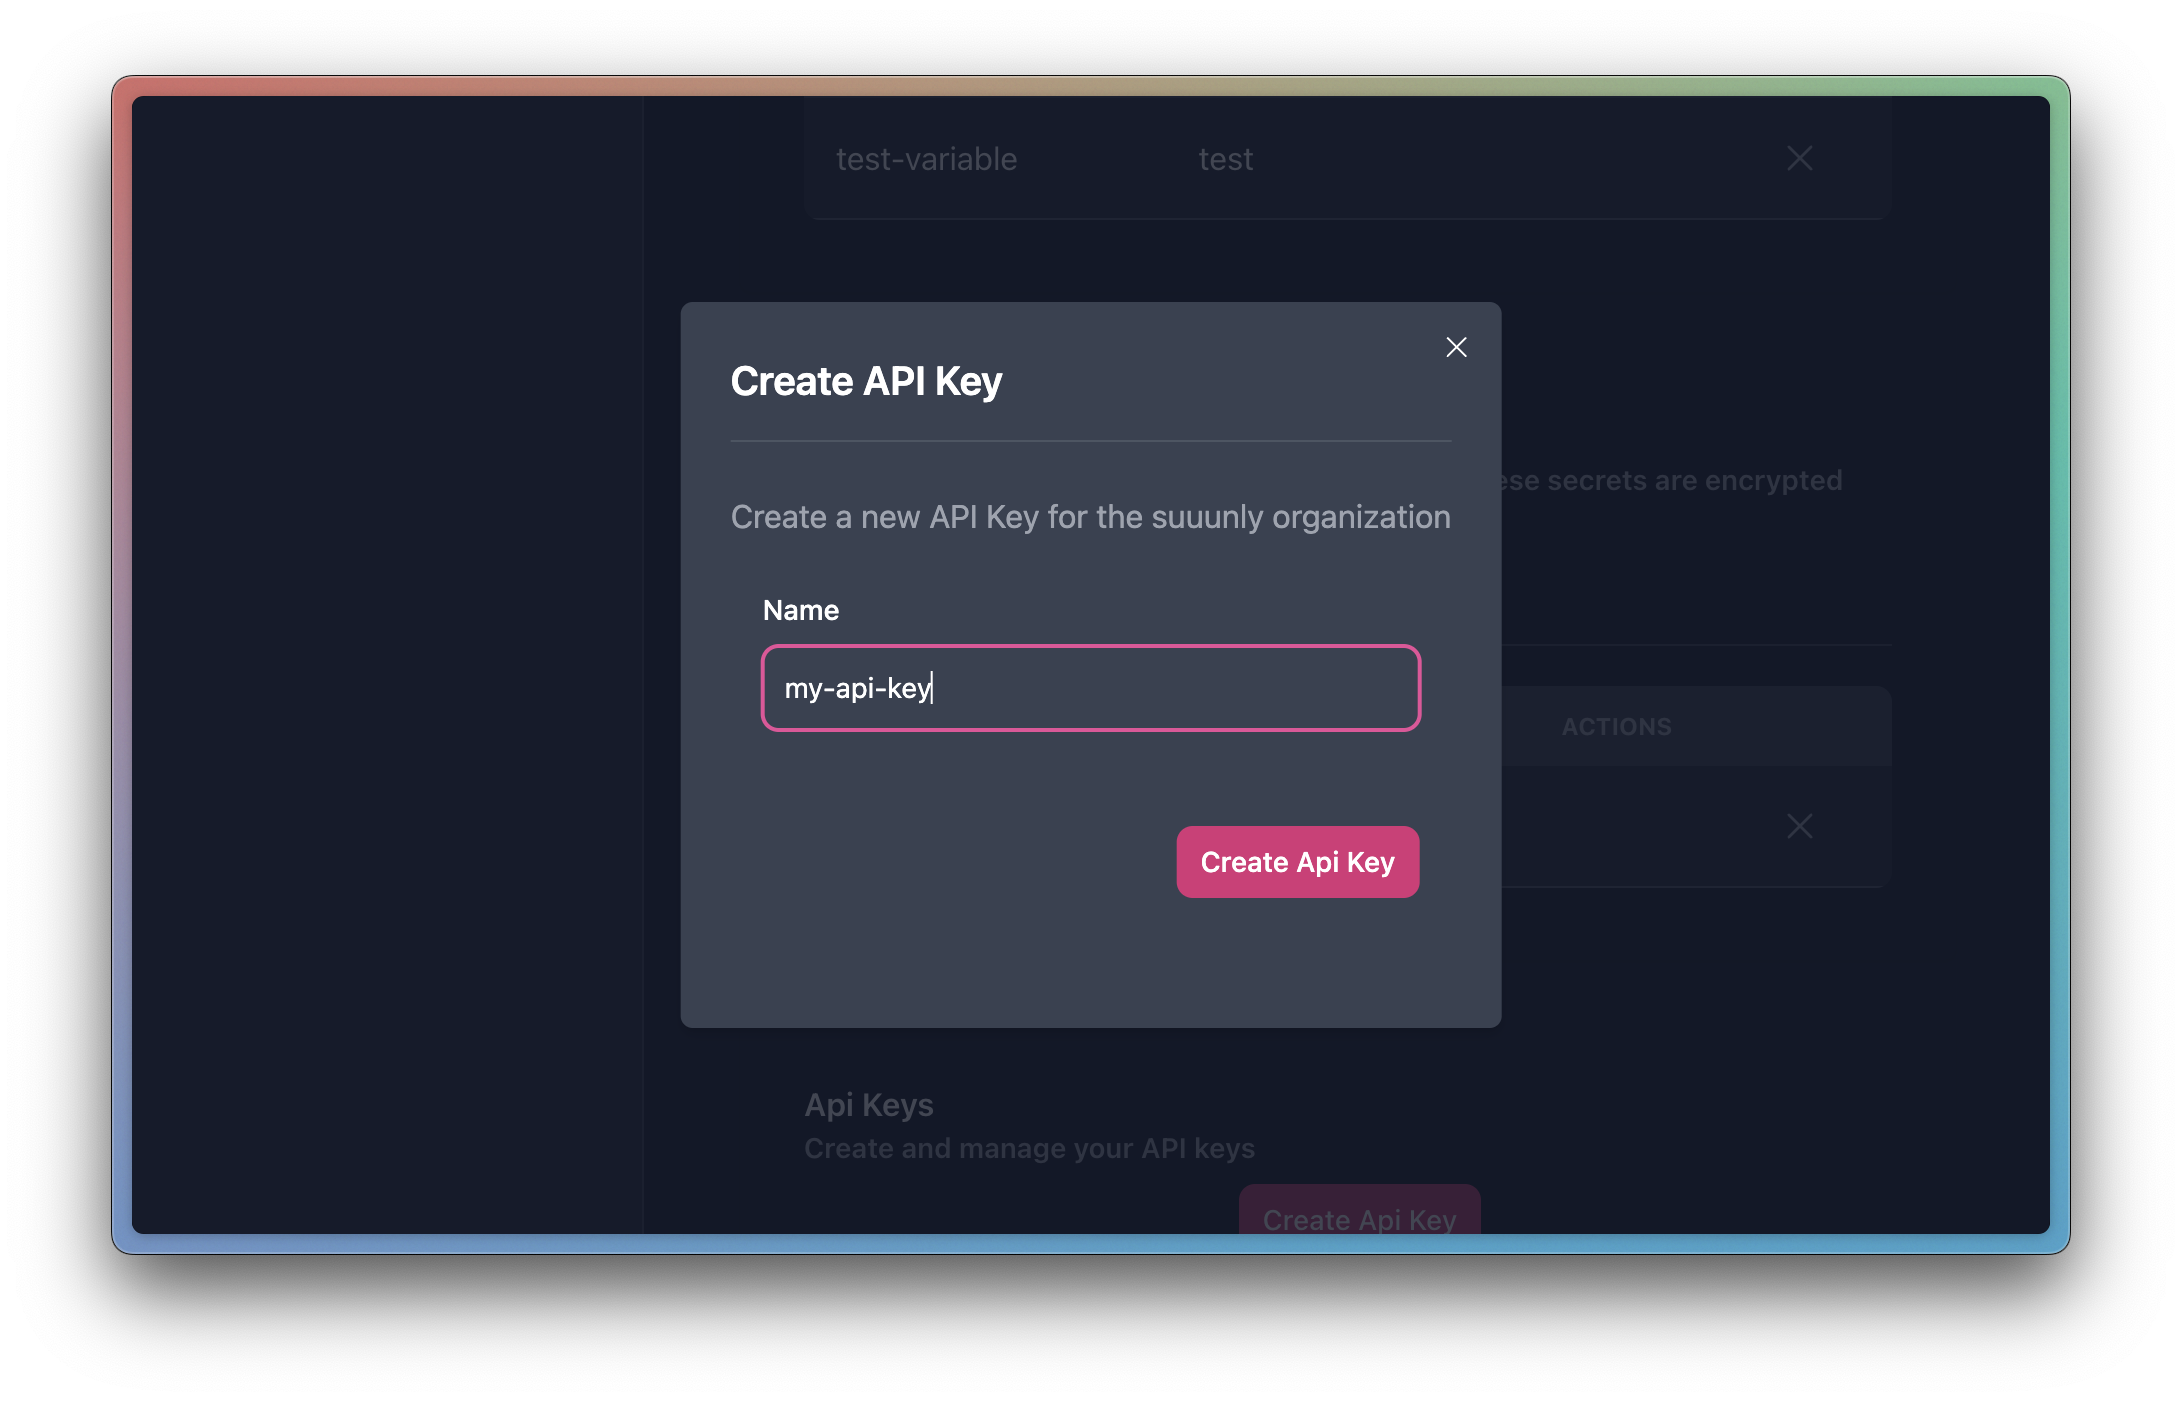 test-variable test
Create API Key
ese secrets are encrypted
Create a new API Key for the suuunly organization
Name
my-api-key
ACTIONS
Create Api Key
Api Keys
Create and manage your API keys
Create Api Key